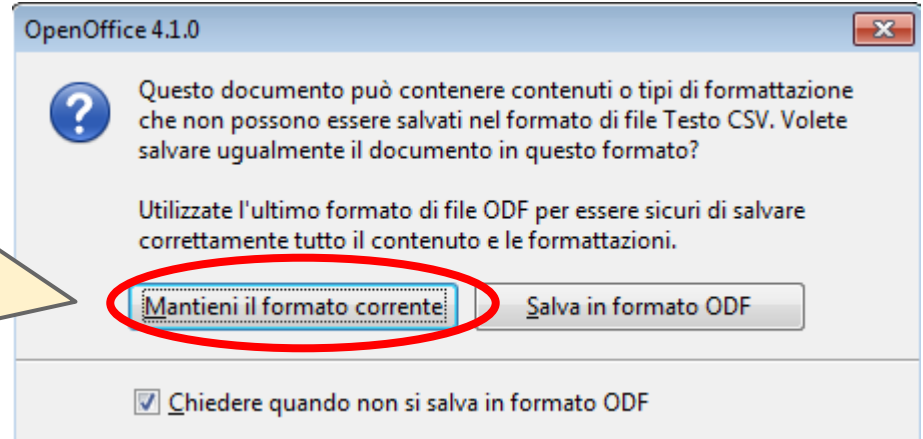 OpenOffice 4.1.0
Questo documento può contenere contenuti o tipi di formattazione
che non possono essere salvati nel formato di file Testo CSV. Volete
salvare ugualmente il documento in questo formato?
Utilizzate l'ultimo formato di file ODF per essere sicuri di salvare
correttamente tutto il contenuto e le formattazioni.
Mantieni il formato corrente
Salva in formato ODF
Chiedere quando non si salva in formato ODF